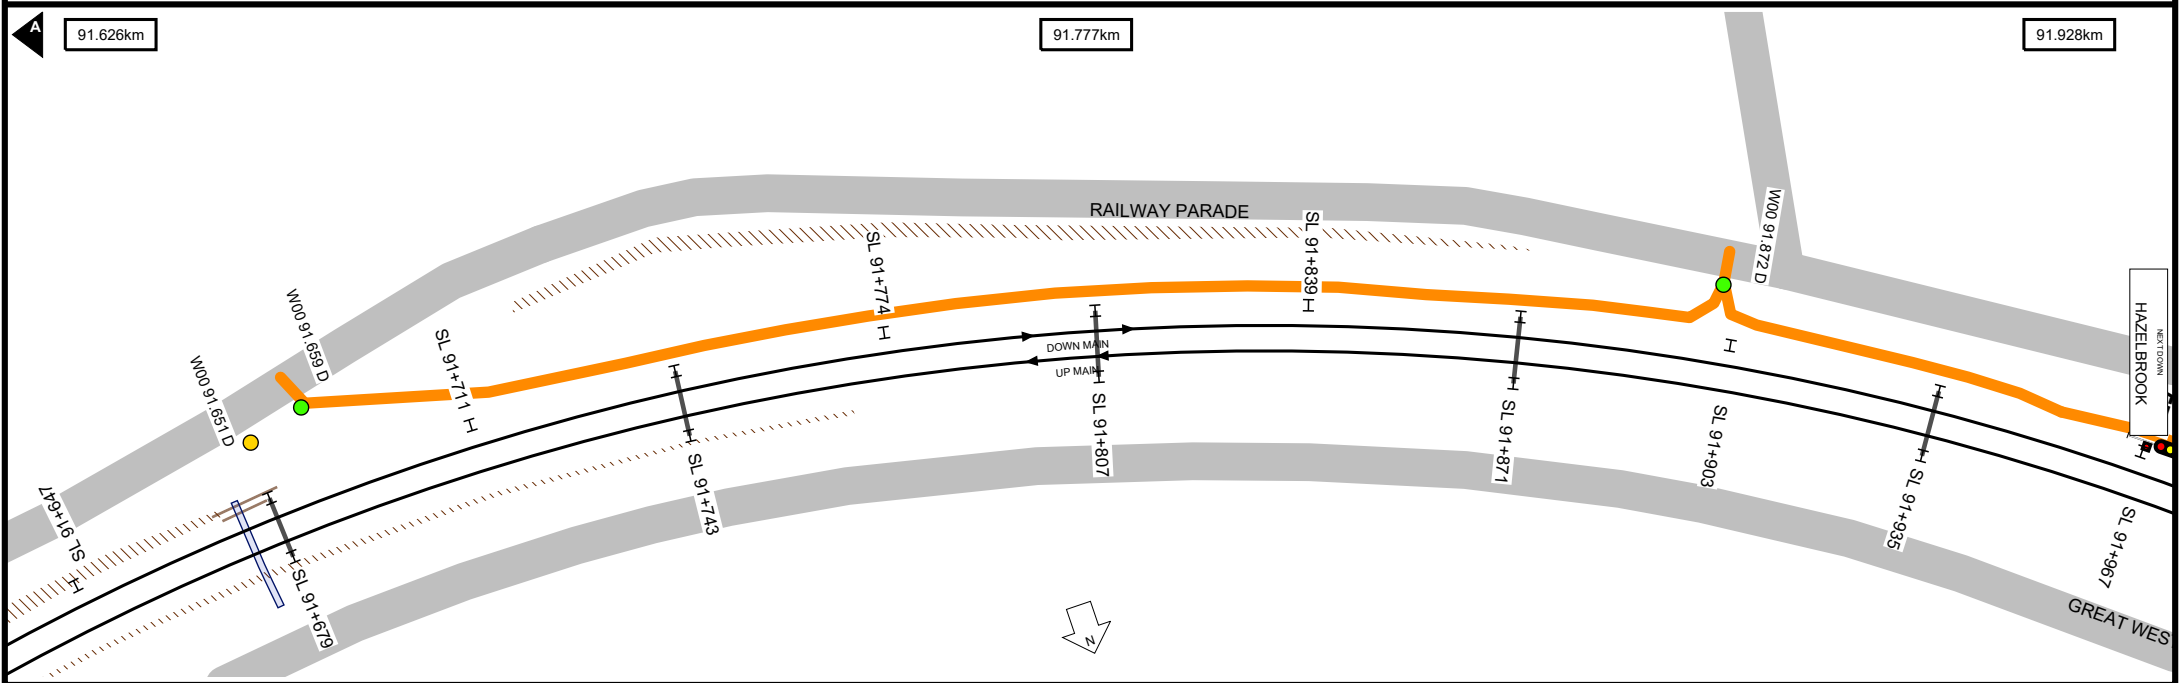 A
91.626km
91.777km
91.928km
RAILWAY PARADE
W00 91.659 D
W00 91.651 D
SL 91+647
SL 91+679
SL 91+711
SL 91+743
SL 91+774
SL 91+807
SL 91+839
SL 91+871
SL 91+903
W00 91.872 D
SL 91+935
SL 91+967
DOWN MAIN
UP MAIN
NEXT DOWN
HAZELBROOK
GREAT WES
N